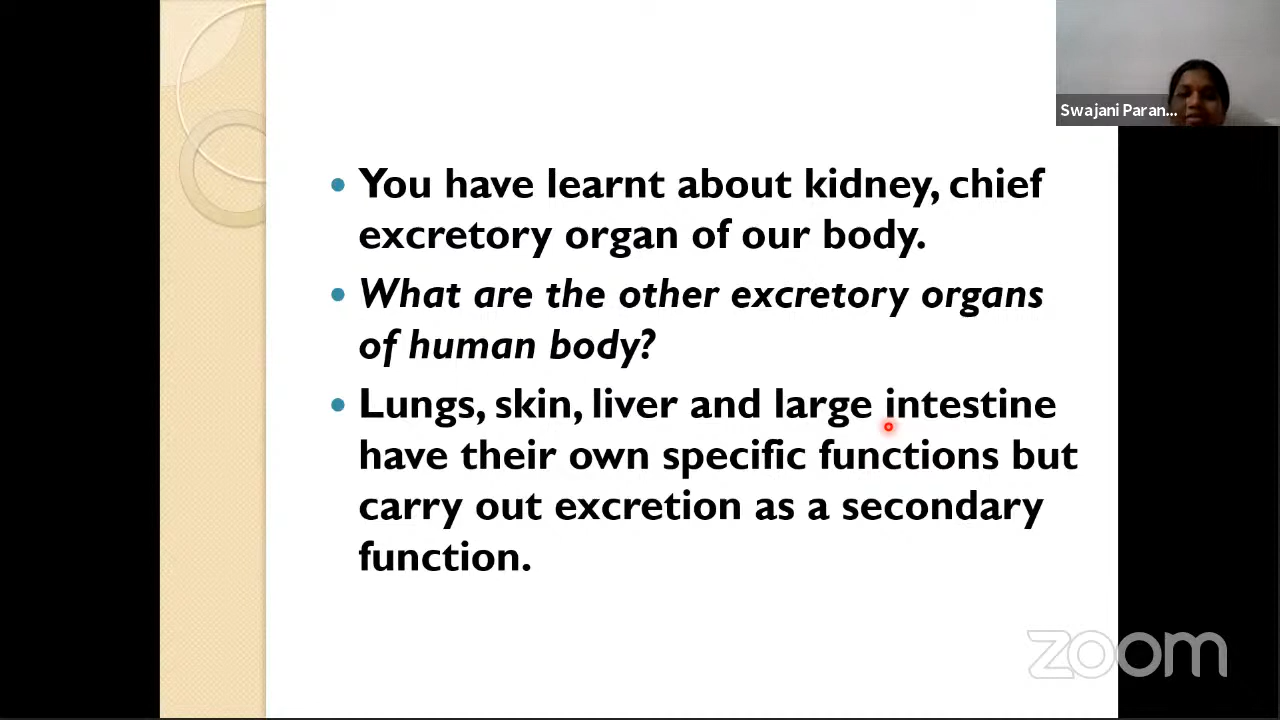 Swajani Paran...
• You have learnt about kidney, chief
excretory organ of our body.
• What are the other excretory organs
of human body?
• Lungs, skin, liver and large intestine
have their own specific functions but
carry out excretion as a secondary
function.
zoom